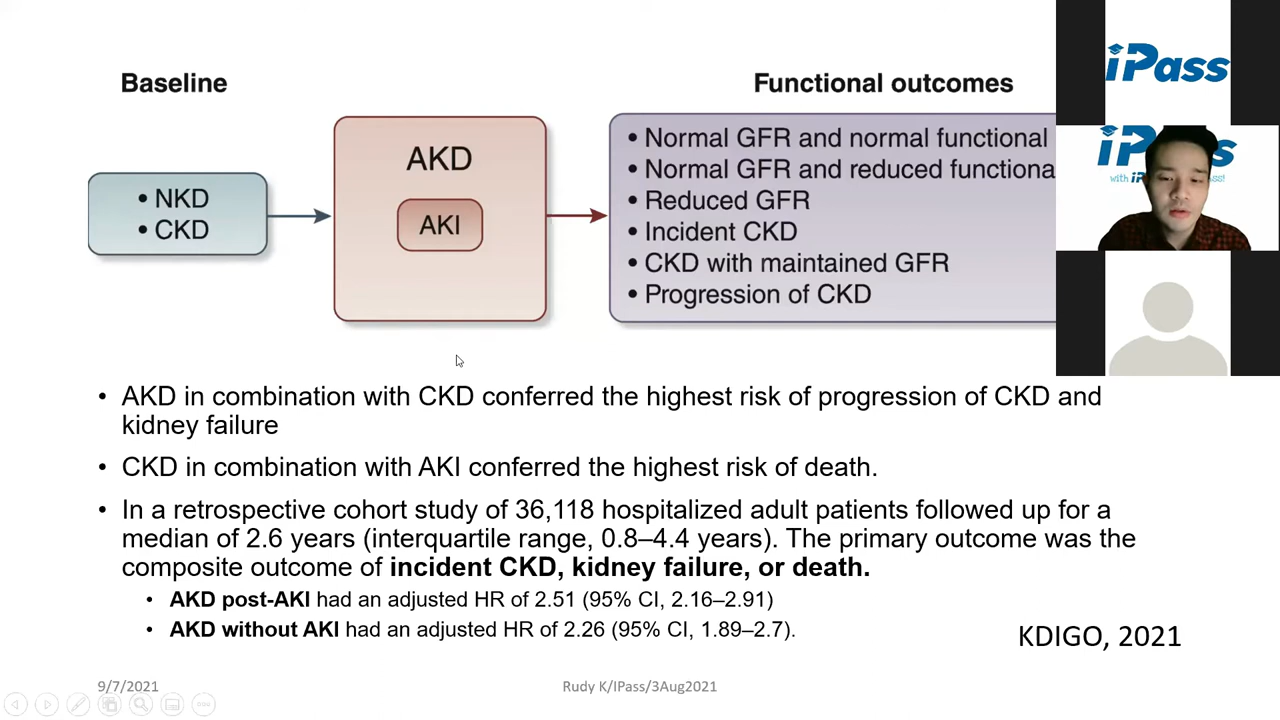 Baseline
Functional outcomes
• NKD
• CKD
AKD
AKI
• Normal GFR and normal functional
• Normal GFR and reduced functiona
• Reduced GFR
• Incident CKD
• CKD with maintained GFR
• Progression of CKD
iPass
iPass
with iPass!
• AKD in combination with CKD conferred the highest risk of progression of CKD and
kidney failure
• CKD in combination with AKI conferred the highest risk of death.
• In a retrospective cohort study of 36,118 hospitalized adult patients followed up for a
median of 2.6 years (interquartile range, 0.8–4.4 years). The primary outcome was the
composite outcome of incident CKD, kidney failure, or death.
• AKD post-AKI had an adjusted HR of 2.51 (95% CI, 2.16–2.91)
• AKD without AKI had an adjusted HR of 2.26 (95% CI, 1.89–2.7).
KDIGO, 2021
9/7/2021
Rudy K/IPass/3Aug2021